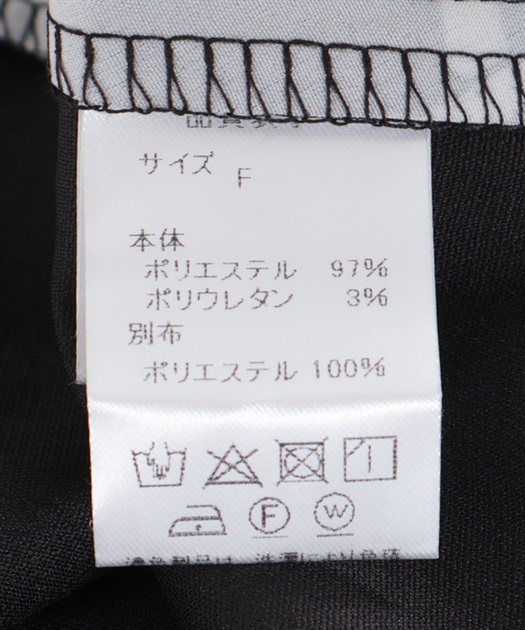 サイズ F
本体
ポリエステル 97%
ポリウレタン 3%
別布
ポリエステル 100%
F W